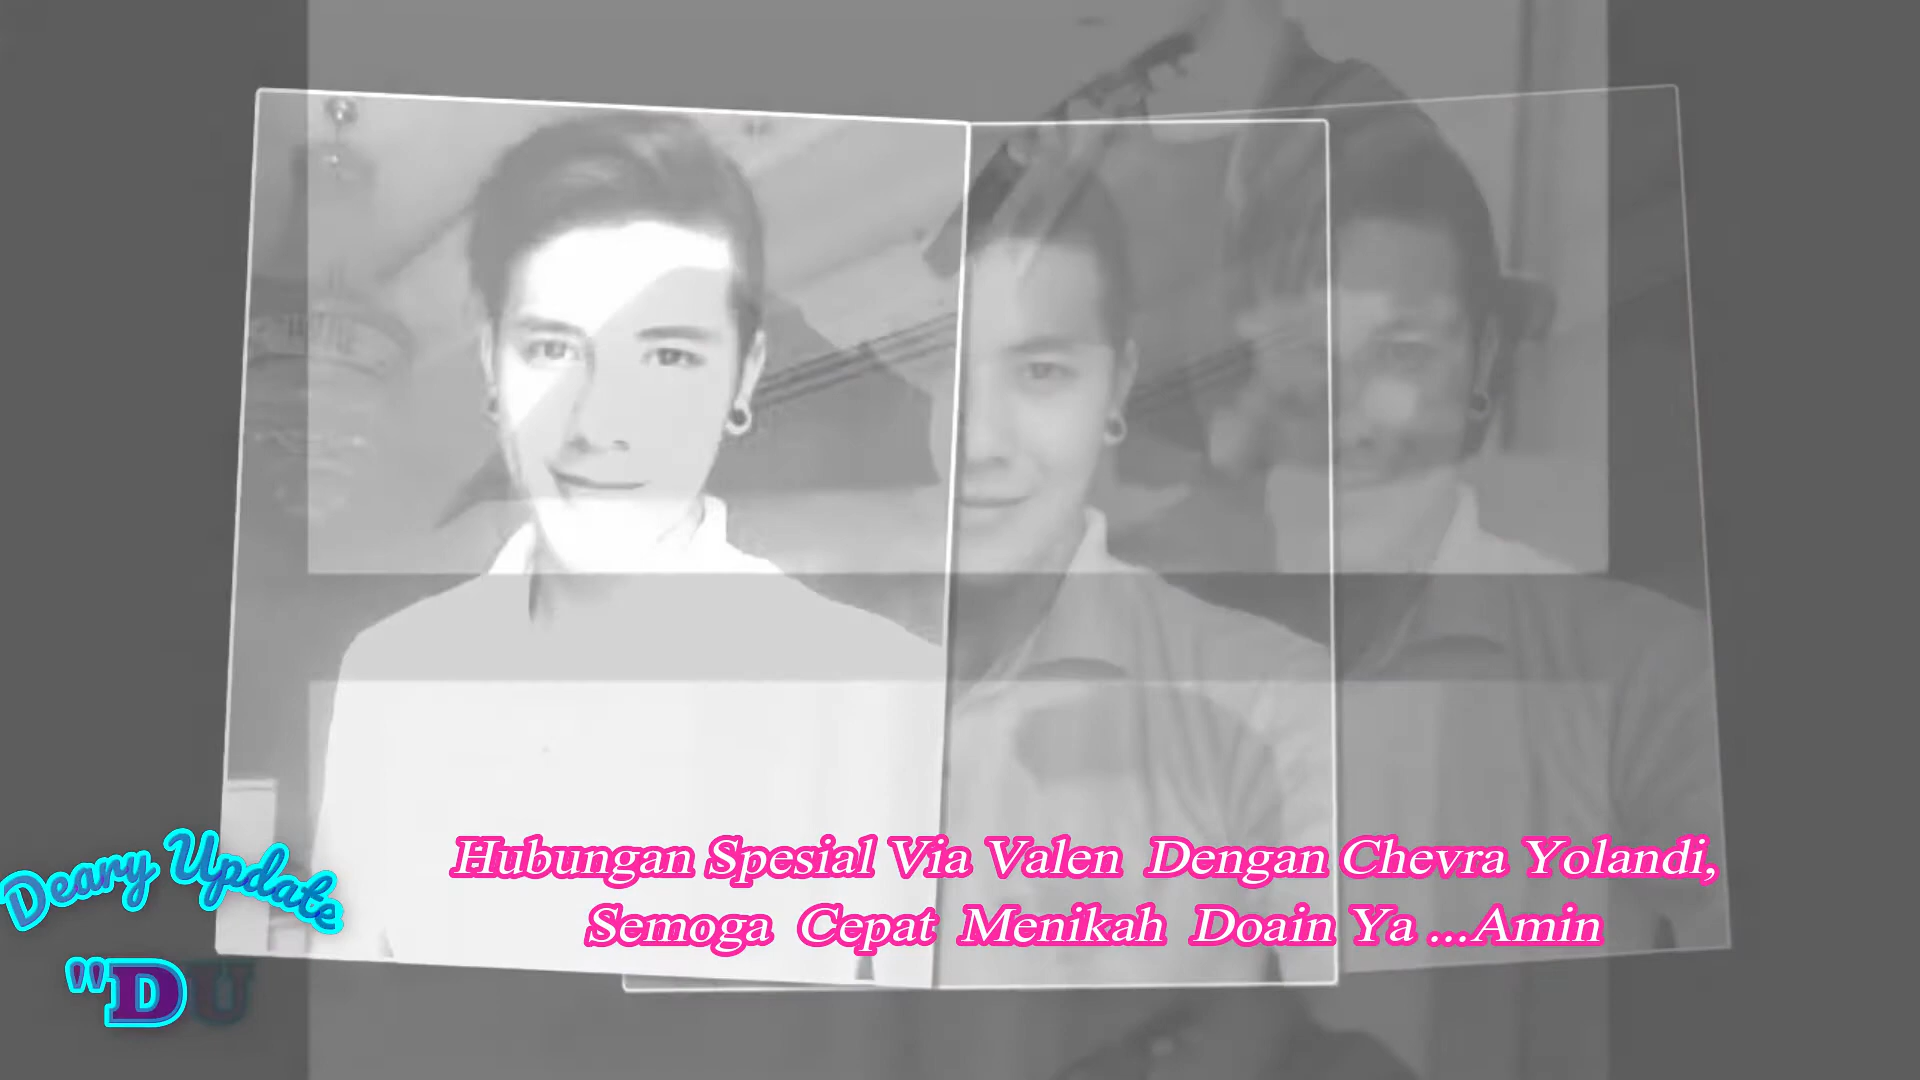 Hubungan Spesial Via Valen Dengan Chevra Yolandi,
Semoga Cepat Menikah Doain Ya ...Amin
Deary Update
"DU